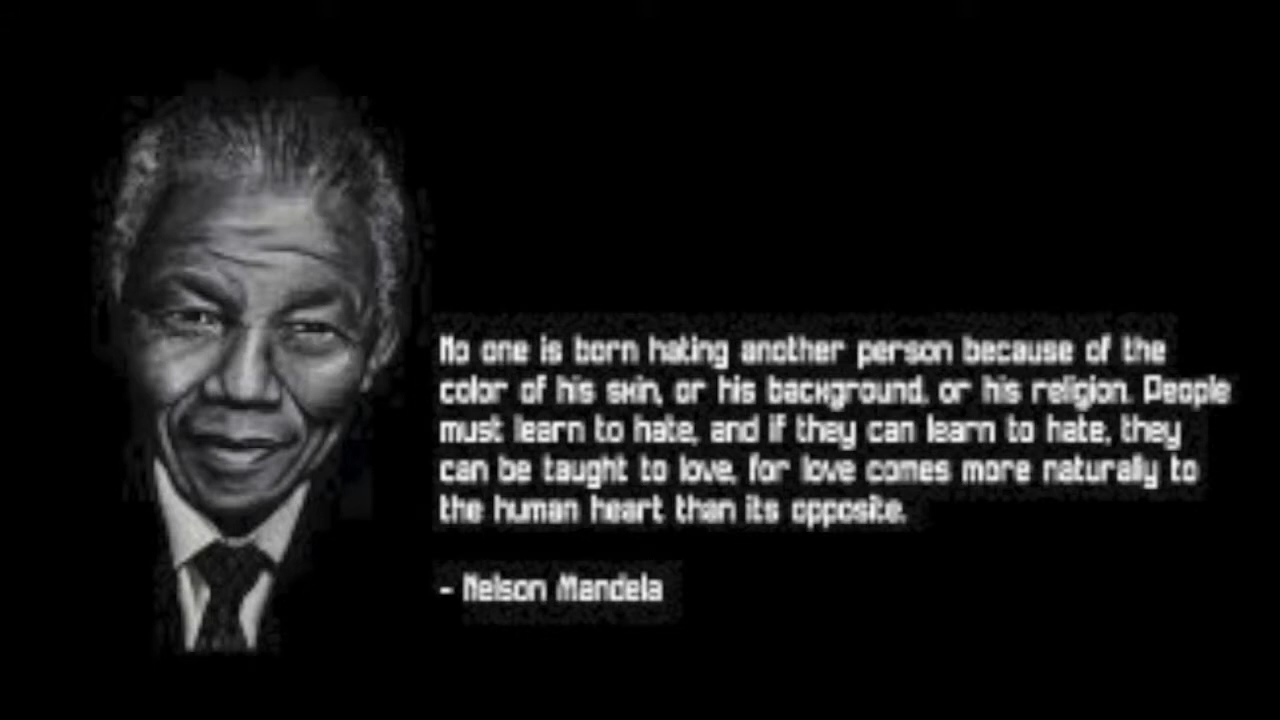 No one is born hating another person because of the
color of his skin, or his background, or his religion. People
must learn to hate, and if they can learn to hate, they
can be taught to love, for love comes more naturally to
the human heart than its opposite.
- Nelson Mandela